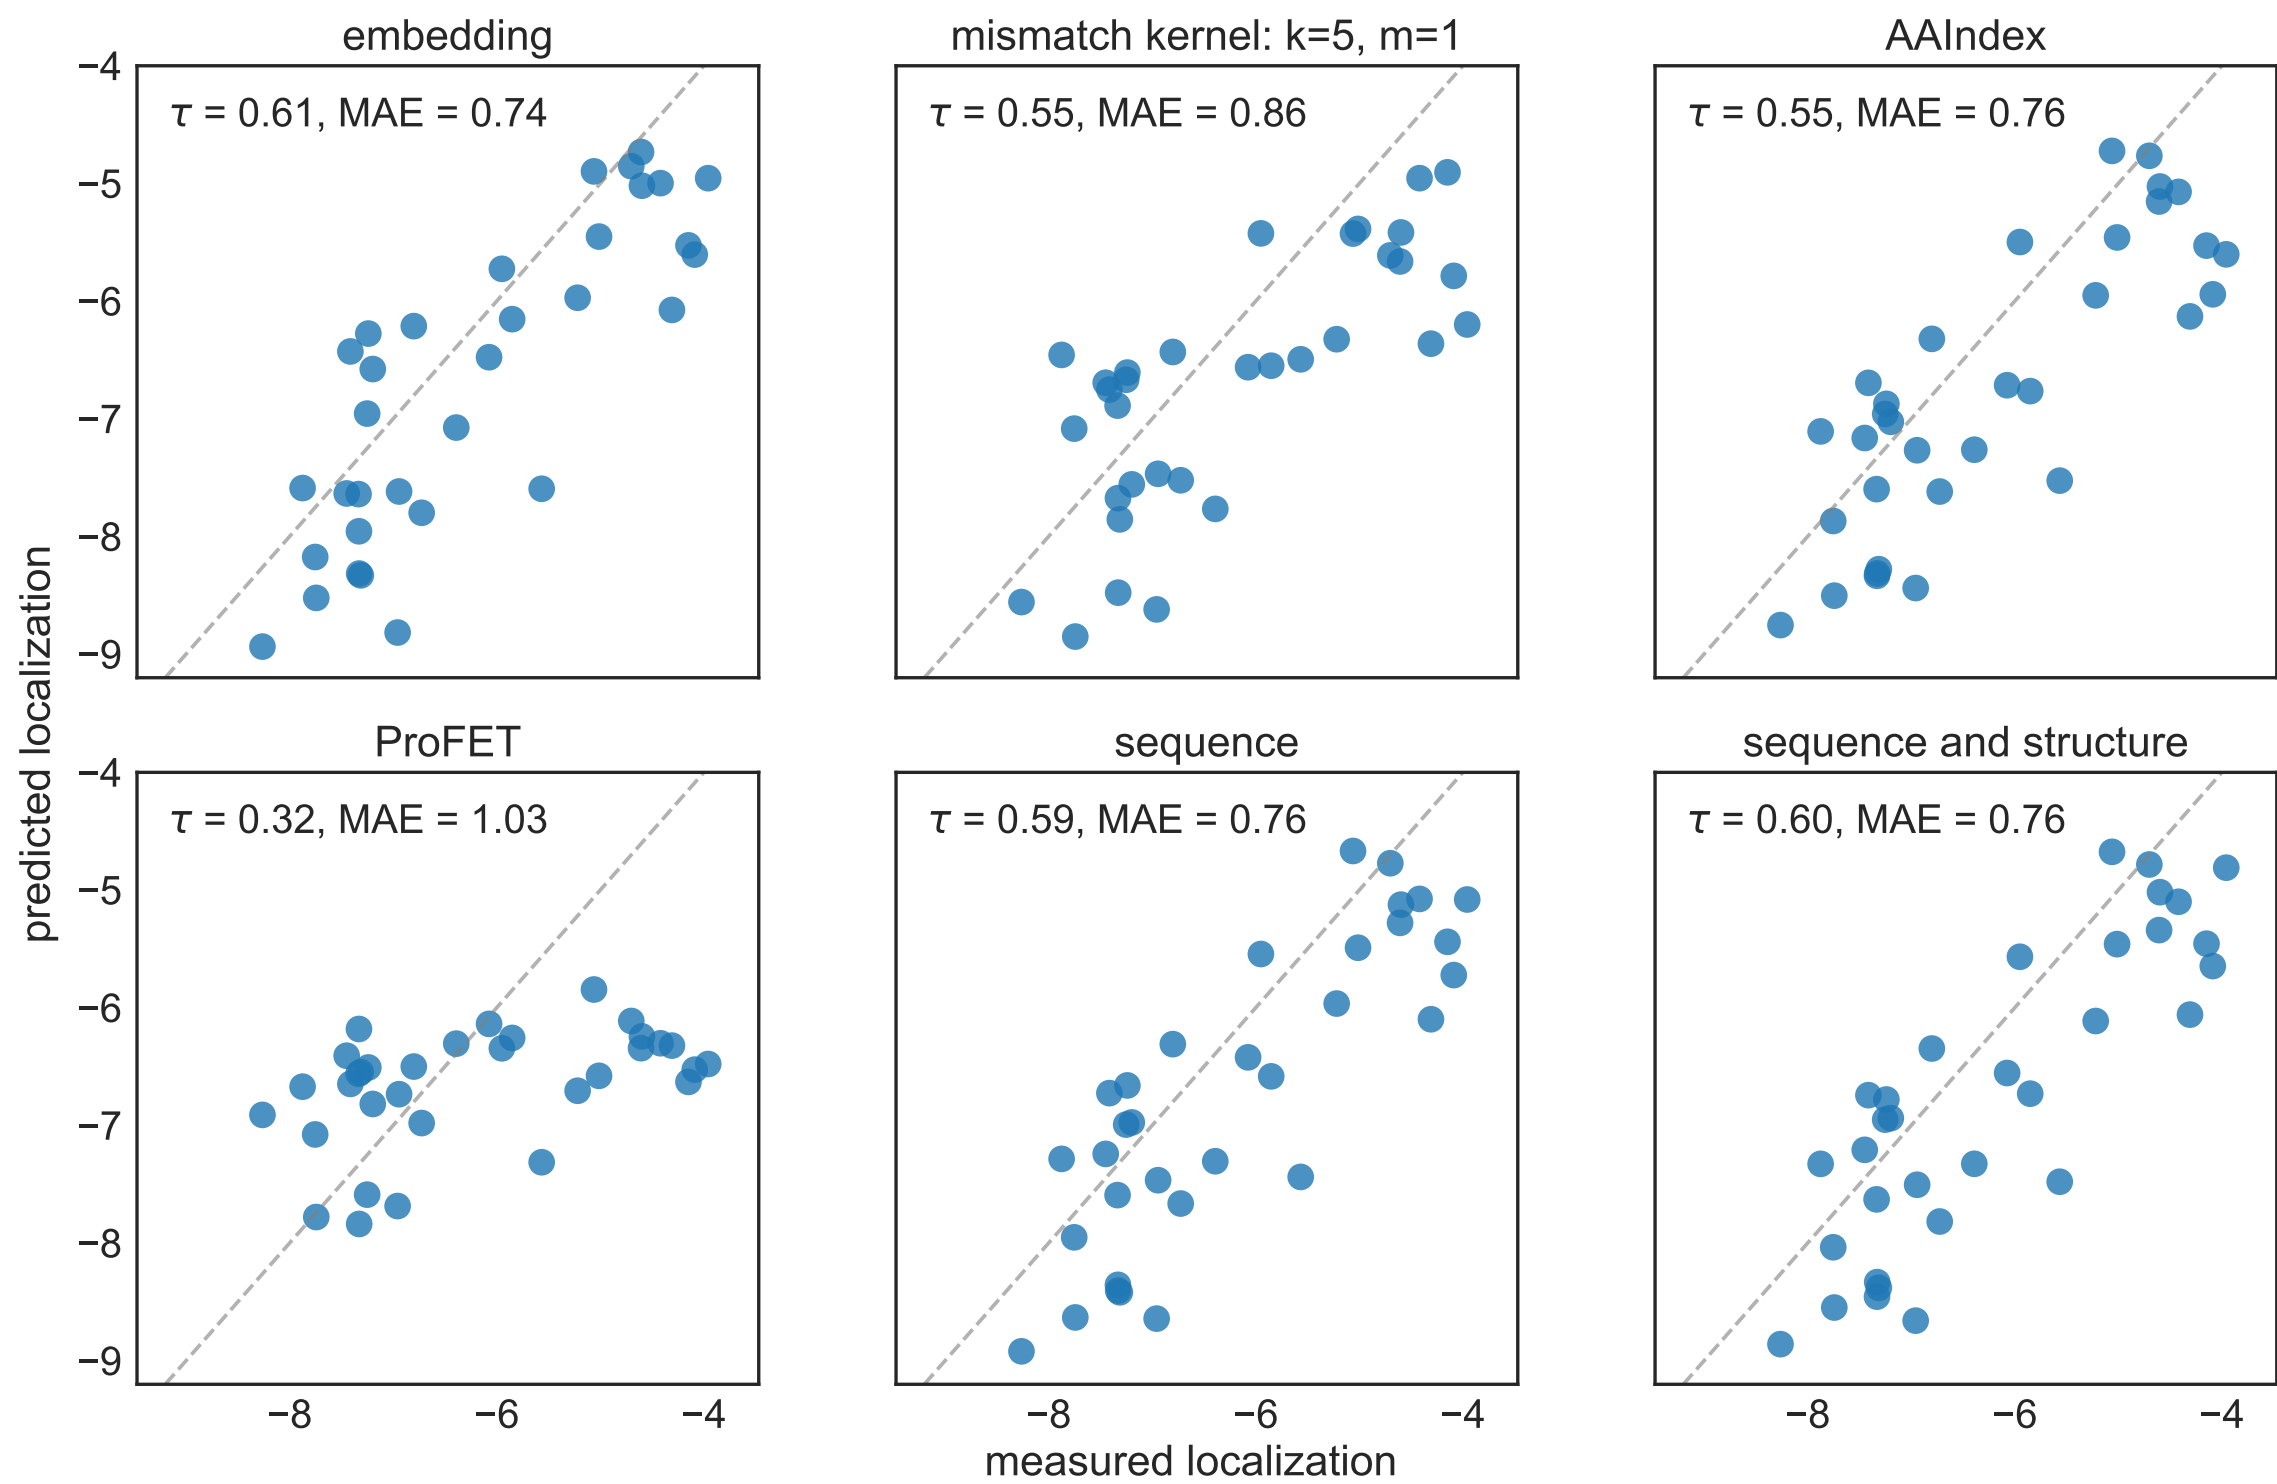 embedding
mismatch kernel: k=5, m=1
AAIndex
τ = 0.61, MAE = 0.74
τ = 0.55, MAE = 0.86
τ = 0.55, MAE = 0.76
−4
−5
−6
−7
−8
−9
predicted localization
ProFET
sequence
sequence and structure
τ = 0.32, MAE = 1.03
τ = 0.59, MAE = 0.76
τ = 0.60, MAE = 0.76
−4
−5
−6
−7
−8
−9
−8 −6 −4
−8 −6 −4
−8 −6 −4
measured localization